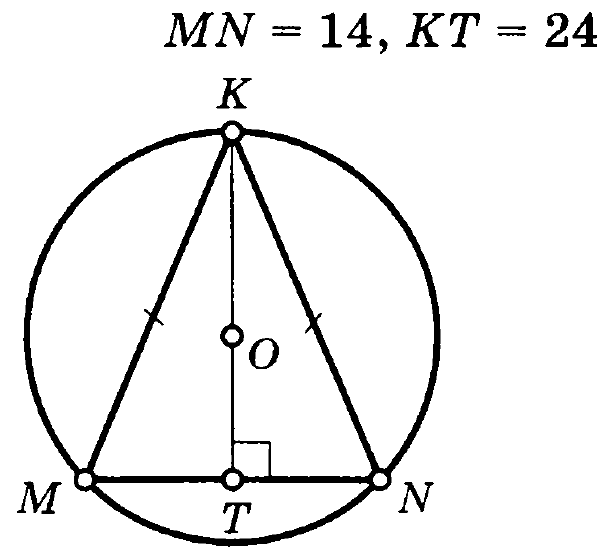 MN = 14, KT = 24
K
O
M
T
N